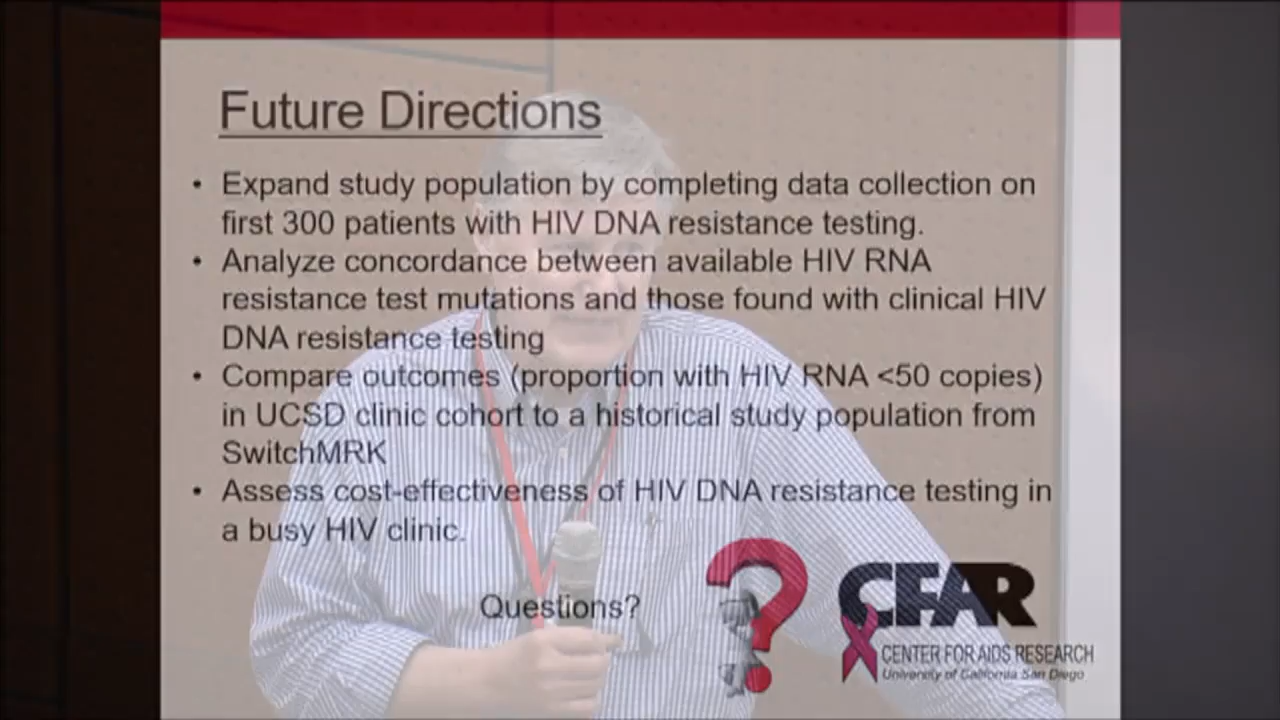 Future Directions
• Expand study population by completing data collection on
first 300 patients with HIV DNA resistance testing.
• Analyze concordance between available HIV RNA
resistance test mutations and those found with clinical HIV
DNA resistance testing
• Compare outcomes (proportion with HIV RNA <50 copies)
in UCSD clinic cohort to a historical study population from
SwitchMRK
• Assess cost-effectiveness of HIV DNA resistance testing in
a busy HIV clinic.
Questions?
CFAR
CENTER FOR AIDS RESEARCH
University of California San Diego